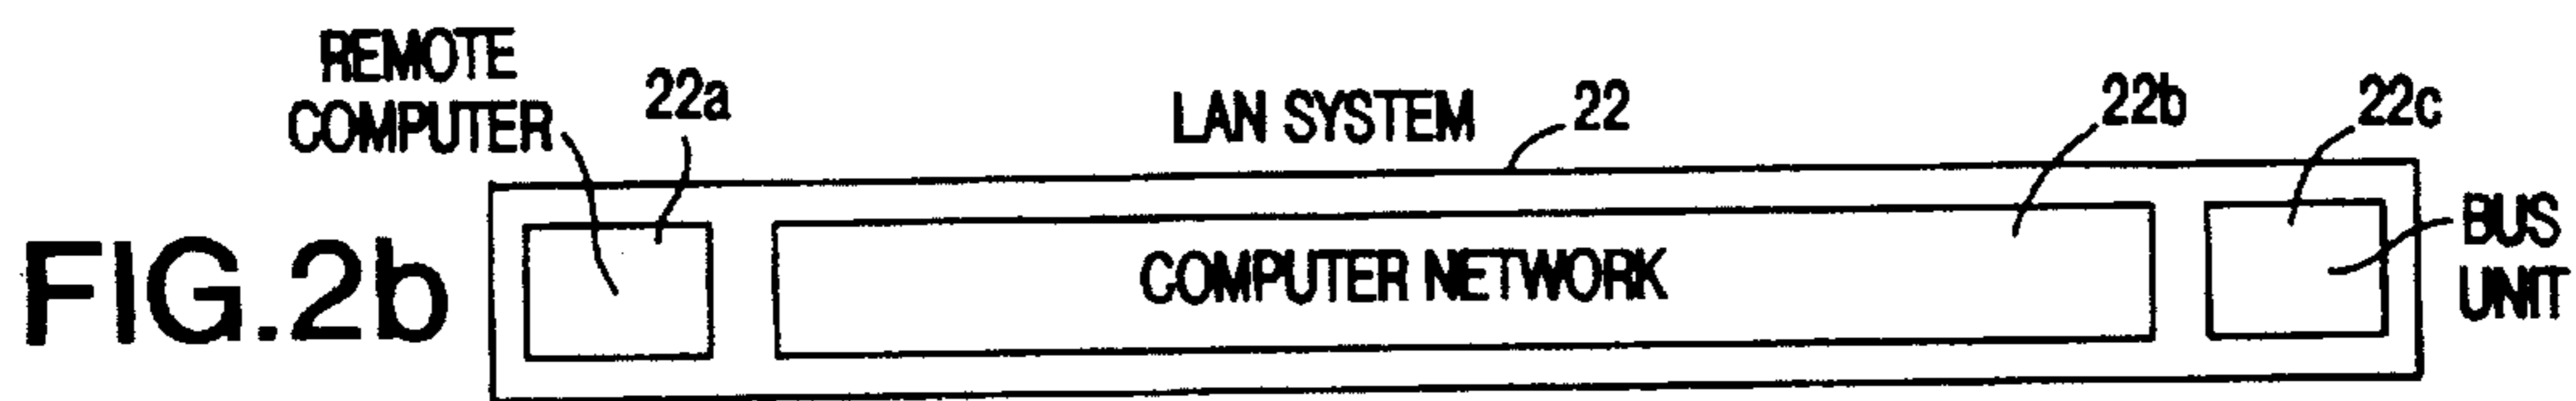 REMOTE
COMPUTER
22a
LAN SYSTEM
22
22b
22c
FIG.2b
COMPUTER NETWORK
BUS
UNIT